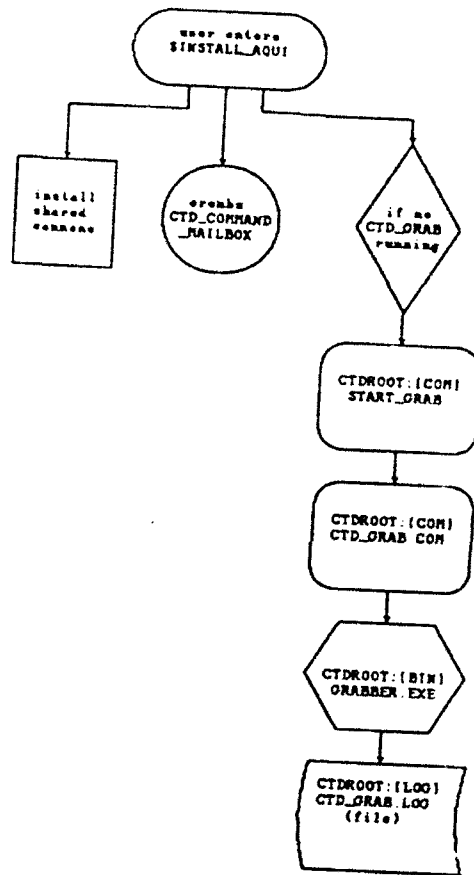 user enters
$INSTALL_AQUI
install
shared
commons
CTD_COMMAND
_MAILBOX
if no
CTD_GRAB
running
CTDROOT:[COM]
START_GRAB
CTDROOT:[COM]
CTD_GRAB COM
CTDROOT:[BIN]
GRABBER.EXE
CTDROOT:[LOG]
CTD_GRAB.LOG
(file)